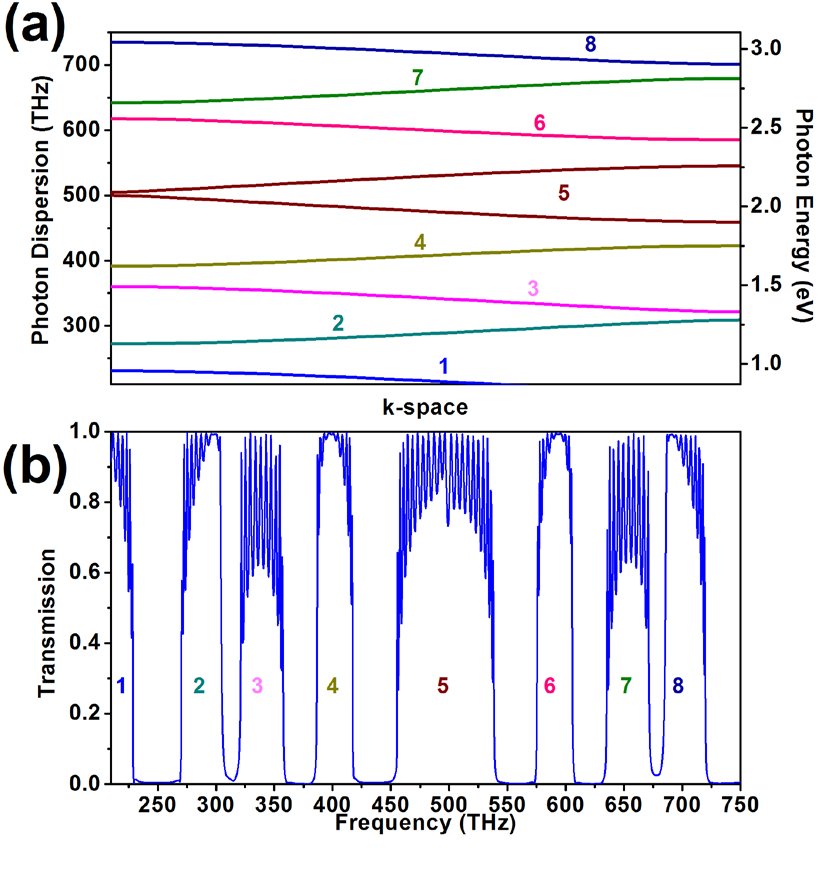 (a)
8
3.0
700
7
Photon Dispersion (THz)
600
6
2.5
Photon Energy (eV)
500
5
2.0
4
400
3
1.5
2
300
1
1.0
k-space
(b)
1.0
0.8
Transmission
0.6
0.4
1 2 3 4 5 6 7 8
0.2
0.0
250 300 350 400 450 500 550 600 650 700 750
Frequency (THz)